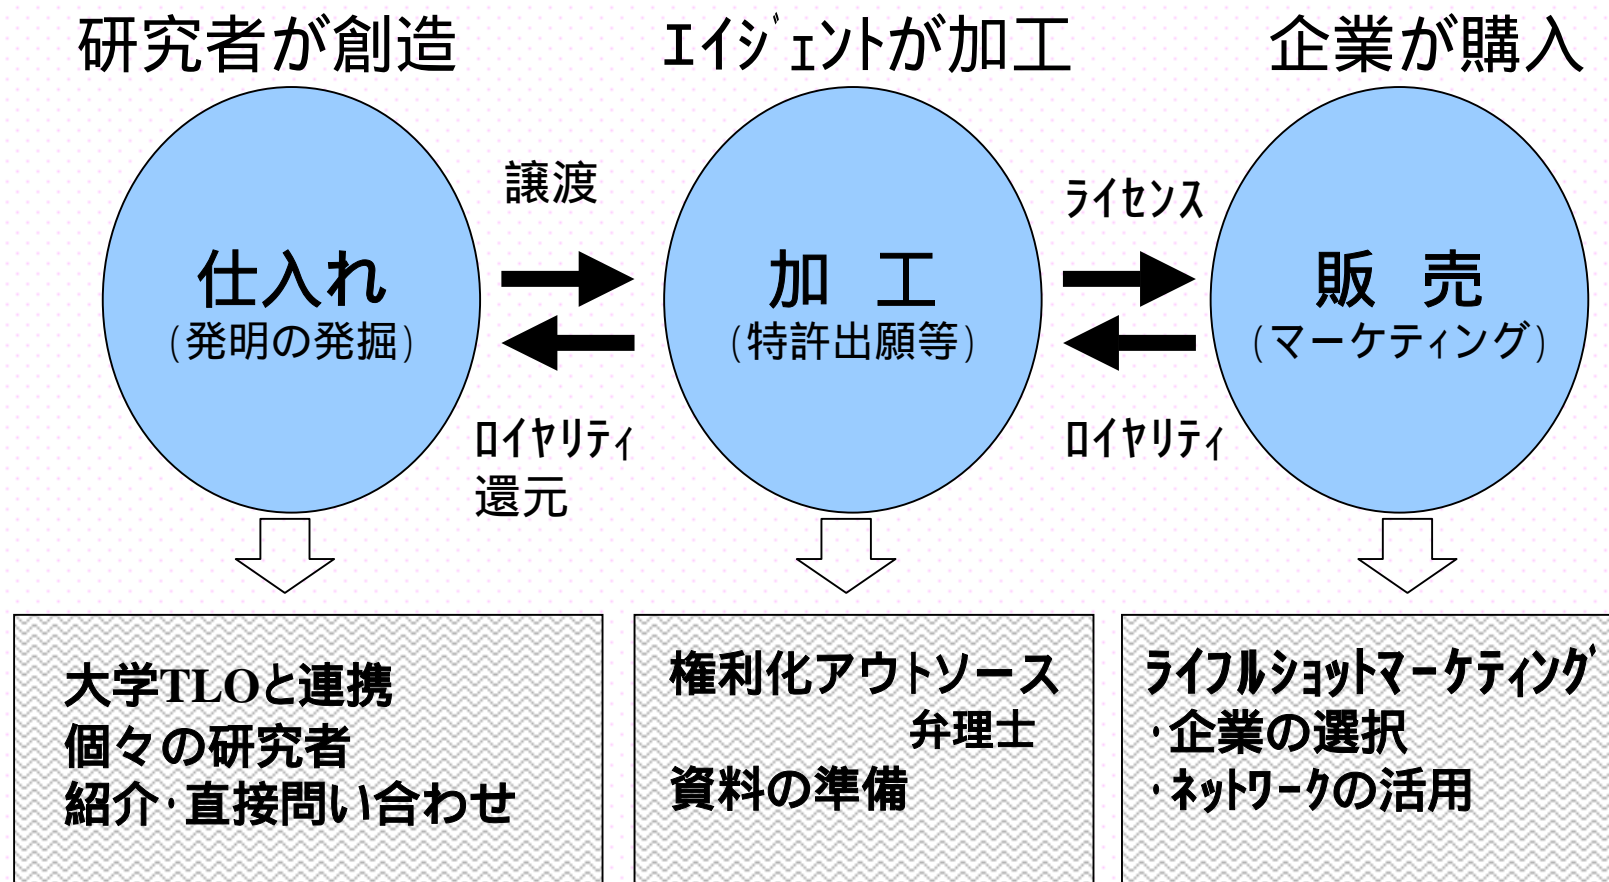 研究者が創造
エイジェントが加工
企業が購入
譲渡
ライセンス
仕入れ
(発明の発掘)
加 工
(特許出願等)
販 売
(マーケティング)
ロイヤリティ
還元
ロイヤリティ
大学TLOと連携
個々の研究者
紹介・直接問い合わせ
権利化アウトソース
弁理士
資料の準備
ライフルショットマーケティング
・企業の選択
・ネットワークの活用